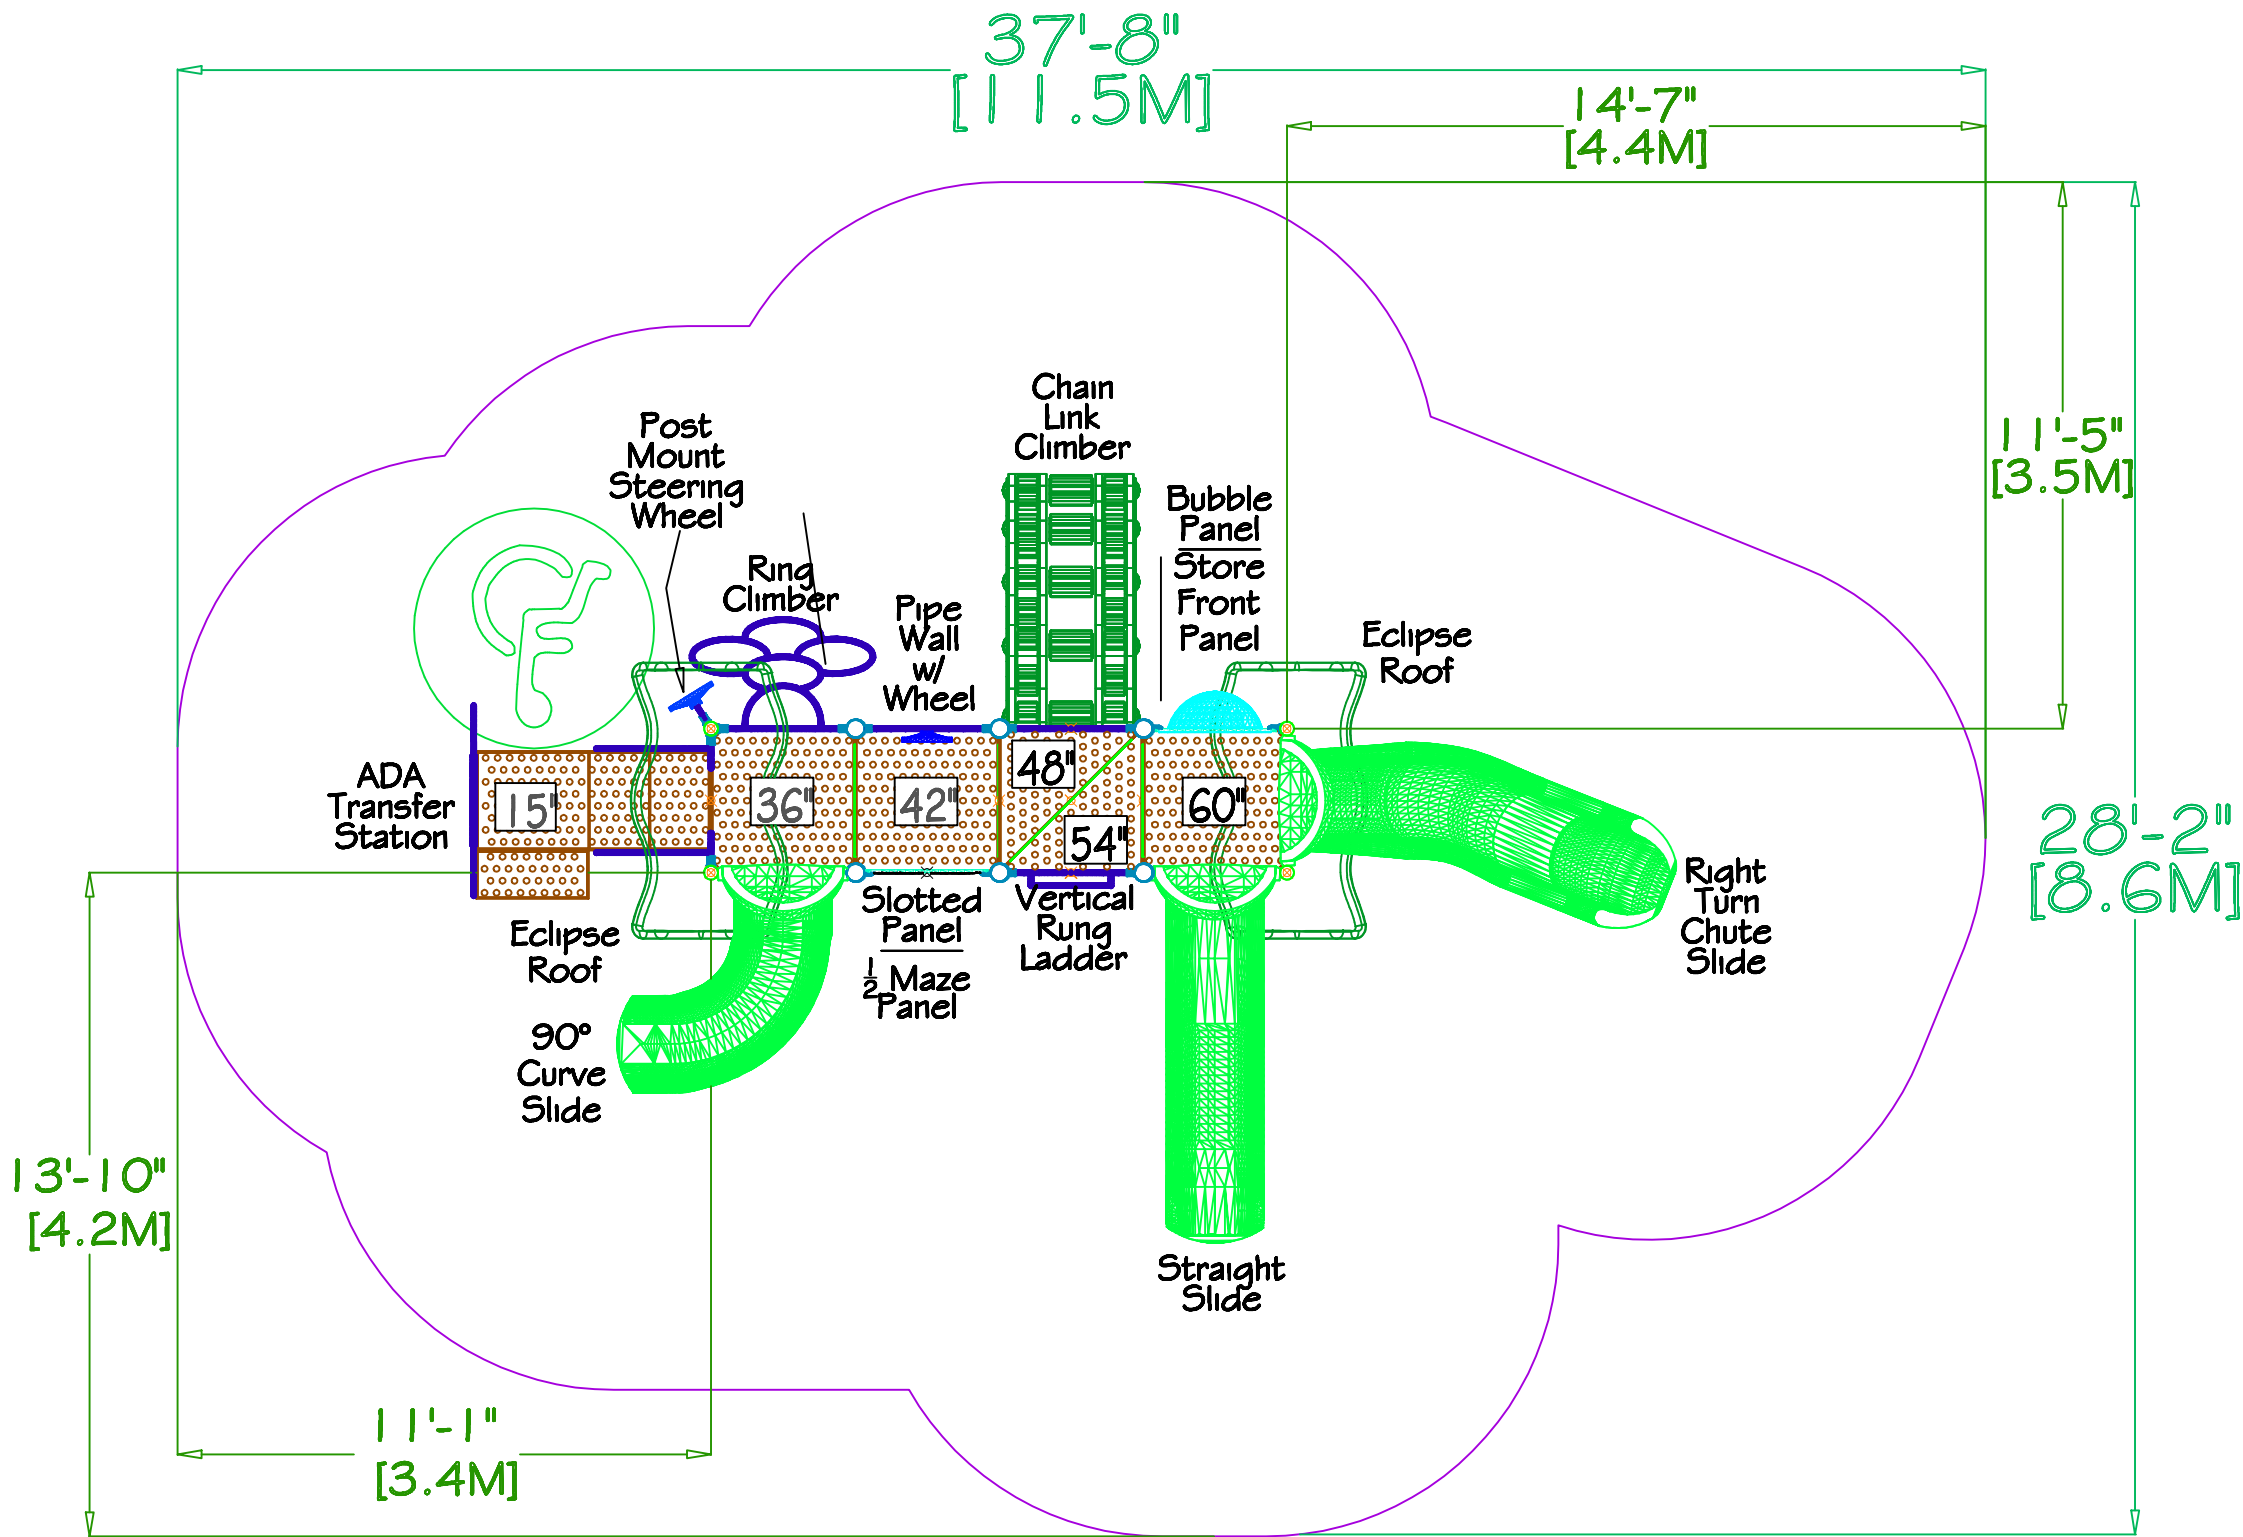 37'-8"
[11.5M]
14'-7"
[4.4M]
11'-5"
[3.5M]
28'-2"
[8.6M]
Chain
Link
Climber
Post
Mount
Steering
Wheel
Bubble
Panel
Store
Front
Panel
Ring
Climber
Pipe
Wall
w/
Wheel
Eclipse
Roof
ADA
Transfer
Station
15"
36"
42"
48"
54"
60"
Right
Turn
Chute
Slide
Slotted
Panel
1/2 Maze
Panel
Vertical
Rung
Ladder
Eclipse
Roof
90°
Curve
Slide
Straight
Slide
13'-10"
[4.2M]
11'-1"
[3.4M]